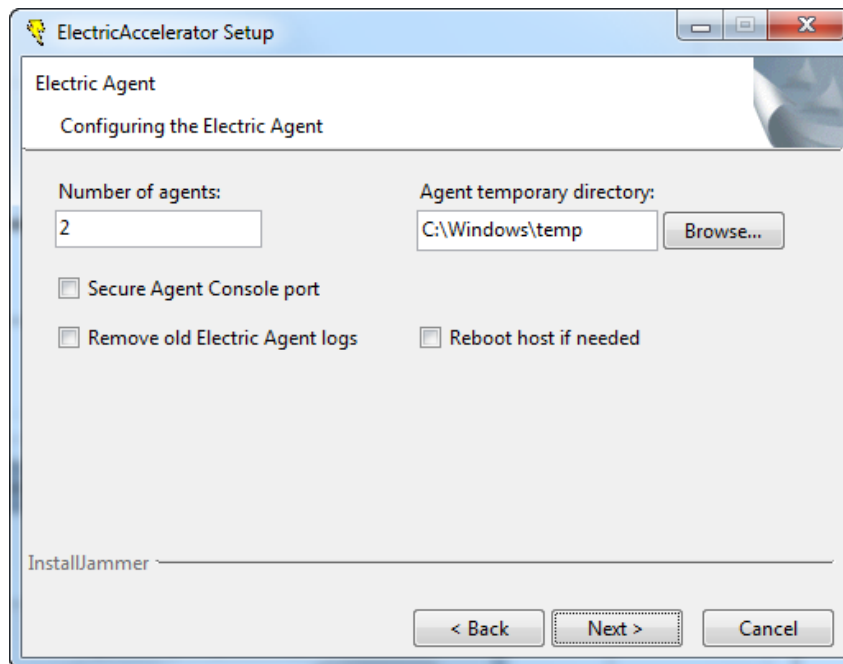 ElectricAccelerator Setup
Electric Agent
Configuring the Electric Agent
Number of agents:
Agent temporary directory:
2
C:\Windows\temp
Browse...
Secure Agent Console port
Remove old Electric Agent logs
Reboot host if needed
InstallJammer
< Back
Next >
Cancel